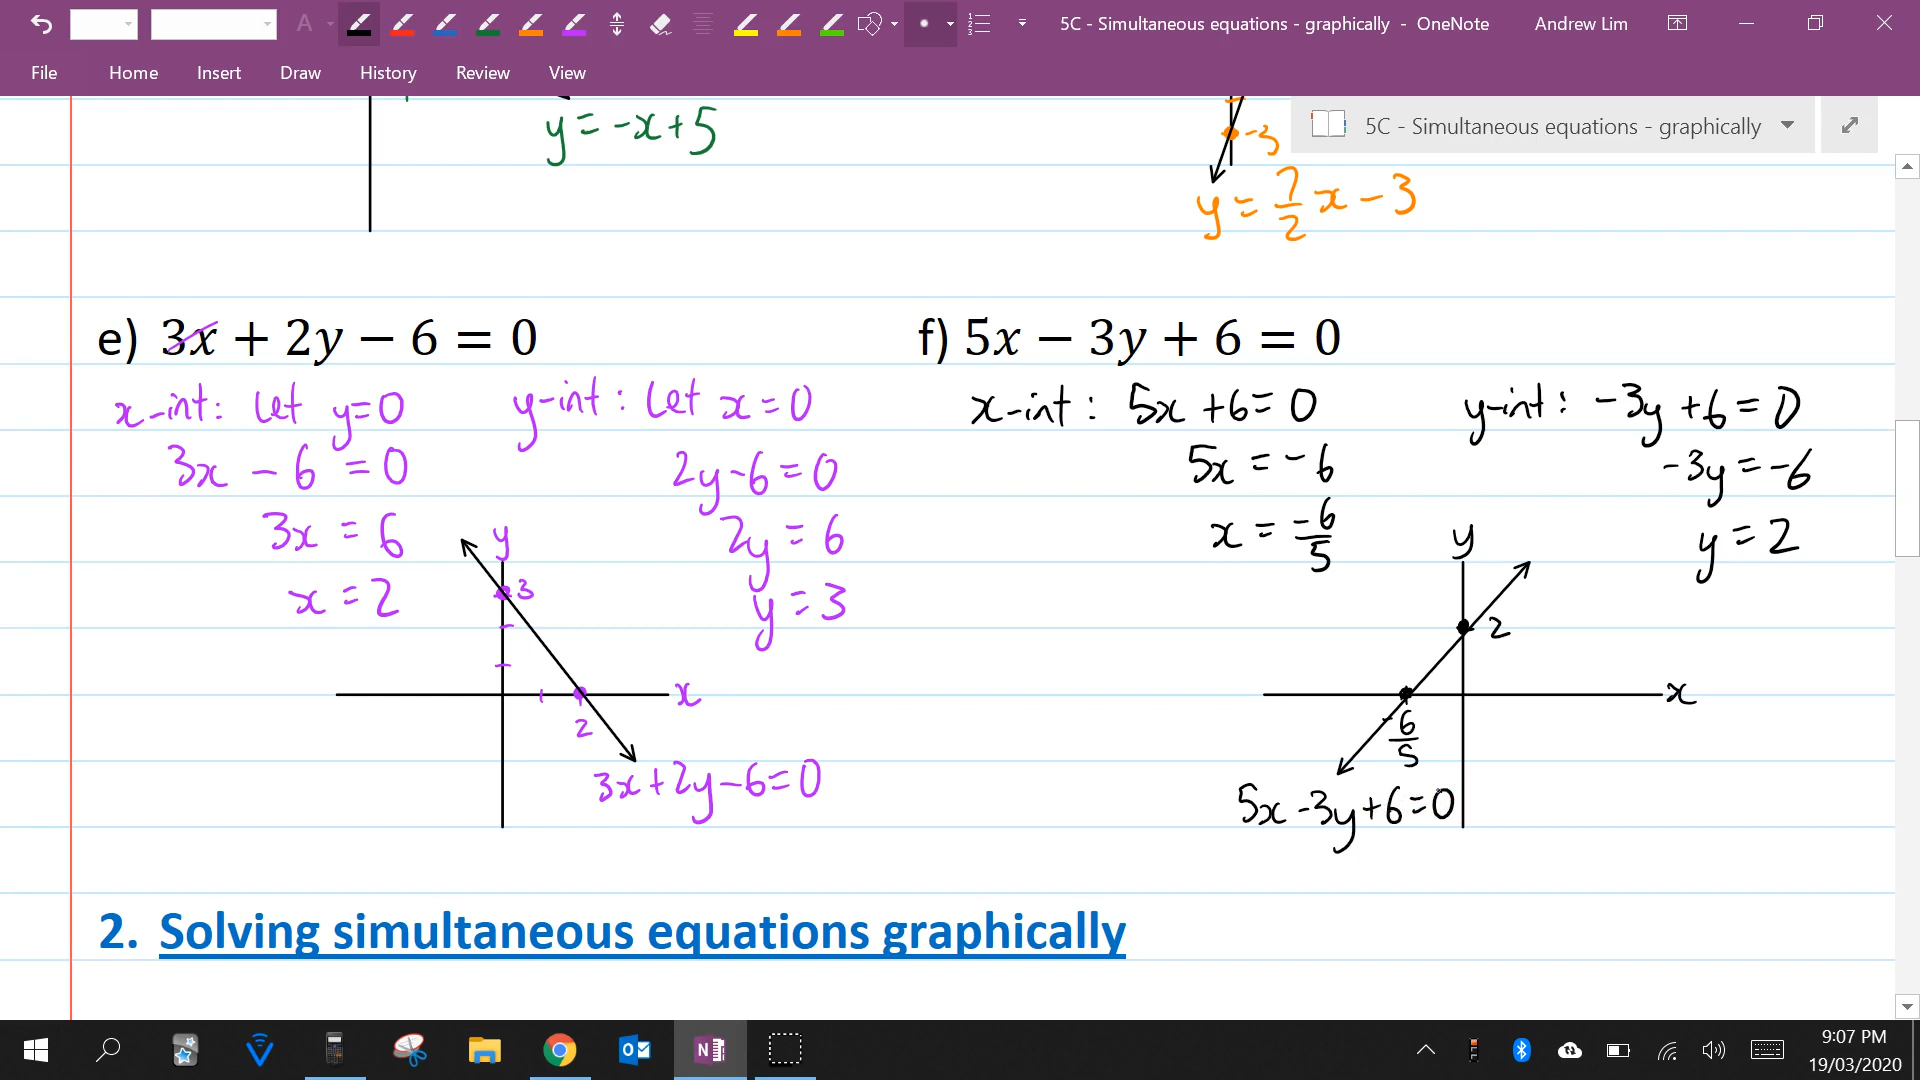 5C - Simultaneous equations - graphically - OneNote
Andrew Lim
File Home Insert Draw History Review View
5C - Simultaneous equations - graphically
y = -x+5
-3
y = 7/2 x - 3
e) 3x + 2y − 6 = 0
x-int: Let y=0
3x - 6 = 0
3x = 6
x = 2
y-int: Let x=0
2y-6=0
2y = 6
y = 3
y
3
x
2
3x+2y-6=0
f) 5x − 3y + 6 = 0
x-int: 5x +6=0
5x = -6
x = -6/5
y-int: -3y+6=0
-3y=-6
y = 2
y
2
x
-6/5
5x-3y+6=0
2. Solving simultaneous equations graphically
9:07 PM
19/03/2020